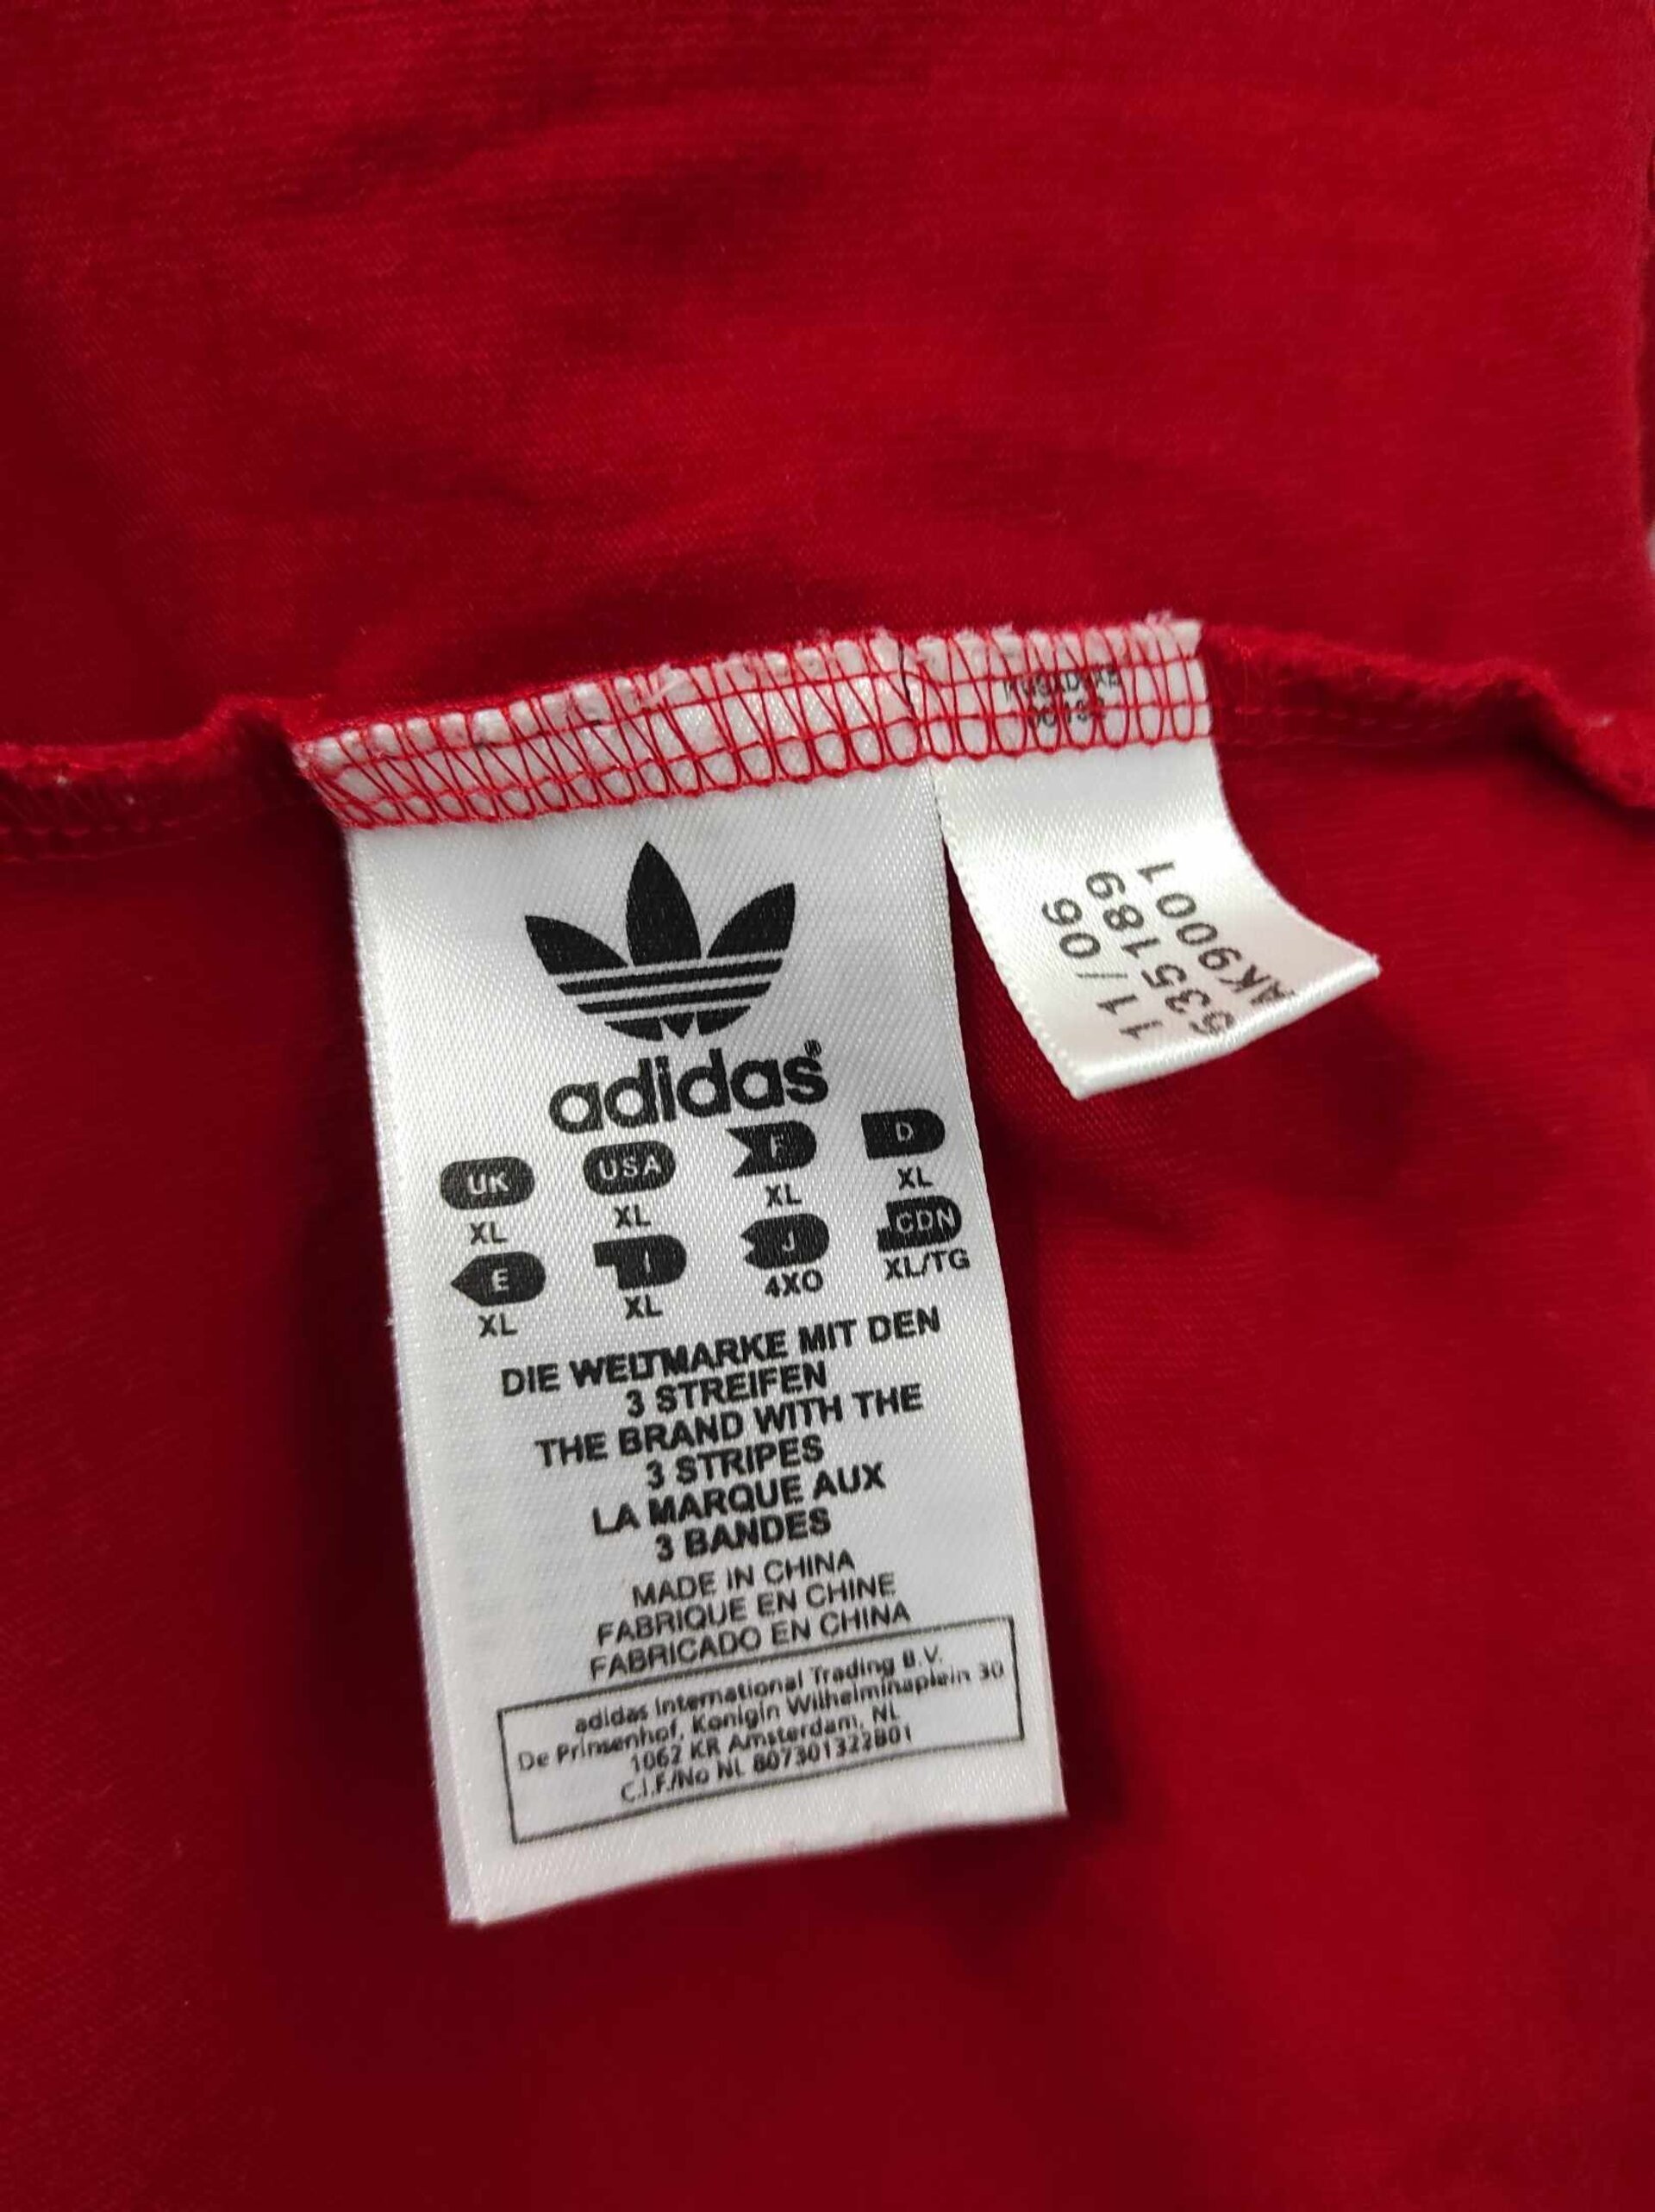 adidas®
UK USA F D
XL XL XL XL
E I J CDN
XL XL 4XO XL/TG
DIE WELTMARKE MIT DEN
3 STREIFEN
THE BRAND WITH THE
3 STRIPES
LA MARQUE AUX
3 BANDES
MADE IN CHINA
FABRIQUE EN CHINE
FABRICADO EN CHINA
adidas International Trading B.V.
De Prinsenhof, Konigin Wilhelminaplein 30
1062 KR Amsterdam, NL
C.I.F./No NL 807301322B01
11/06
635189
AK9001